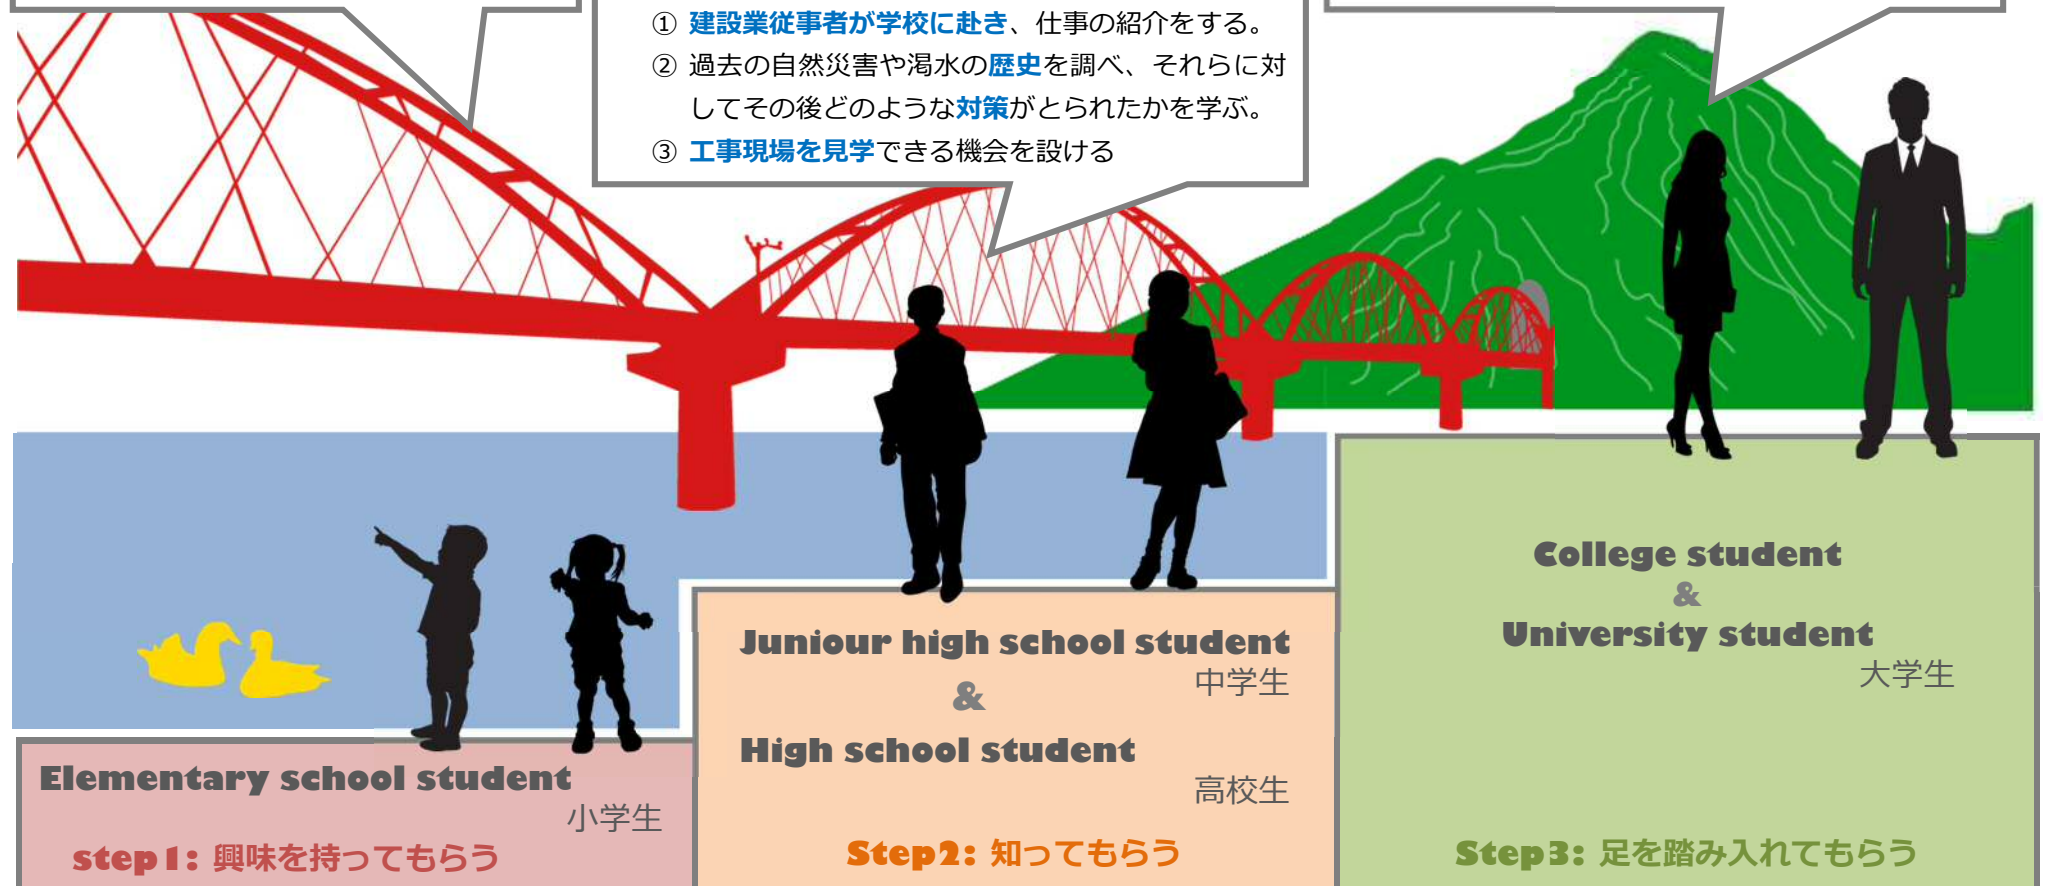 ① 建設業従事者が学校に赴き、仕事の紹介をする。
② 過去の自然災害や渇水の歴史を調べ、それらに対
してその後どのような対策がとられたかを学ぶ。
③ 工事現場を見学できる機会を設ける
Elementary school student
小学生
step1: 興味を持ってもらう
Juniour high school student
中学生
&
High school student
高校生
Step2: 知ってもらう
College student
&
University student
大学生
Step3: 足を踏み入れてもらう